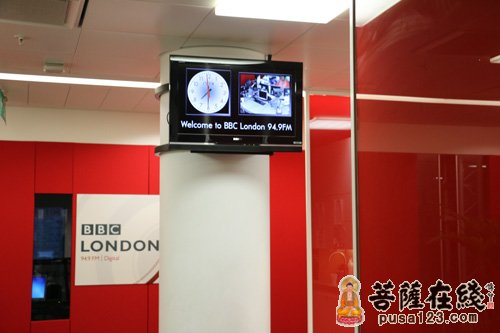 Welcome to BBC London 94.9FM
BBC
LONDON
94.9 FM | Digital
菩薩在綫
pusa123.com